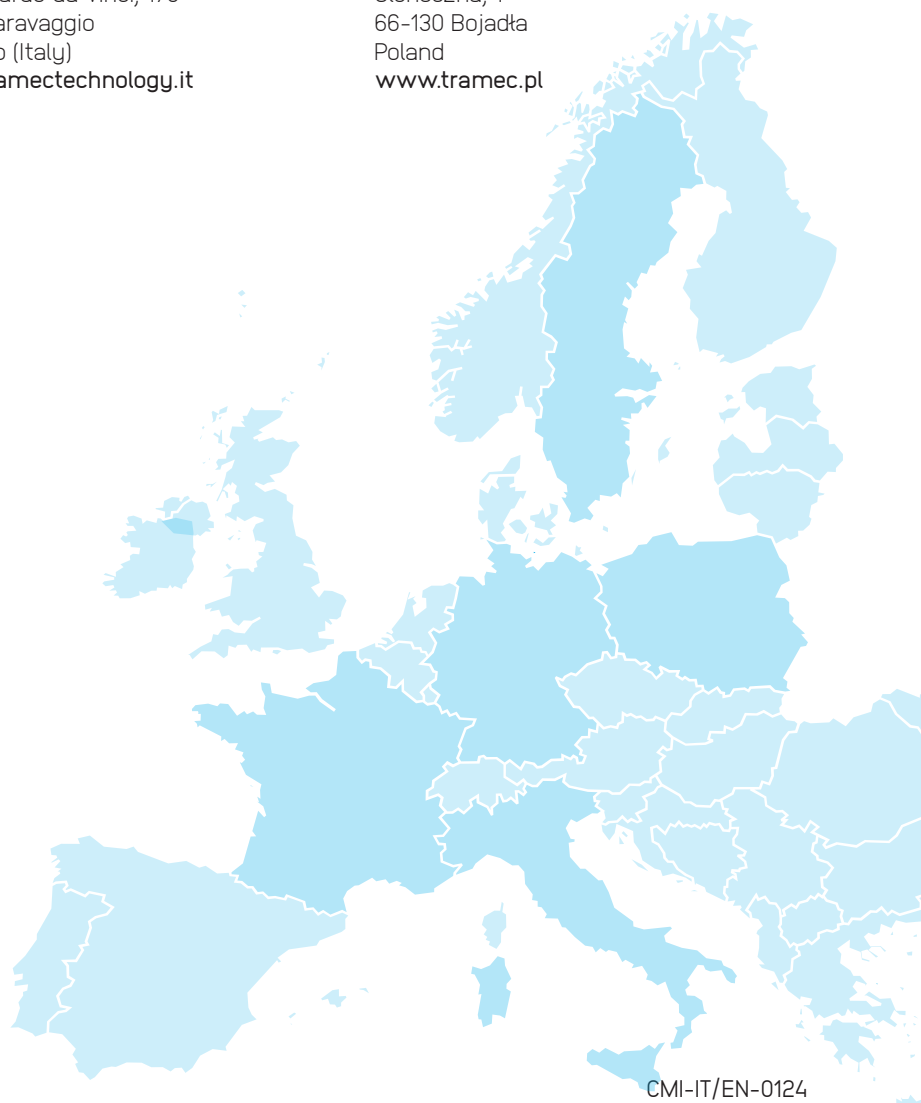 aravaggio
o (Italy)
amectechnology.it
66-130 Bojadła
Poland
www.tramec.pl
CMI-IT/EN-0124